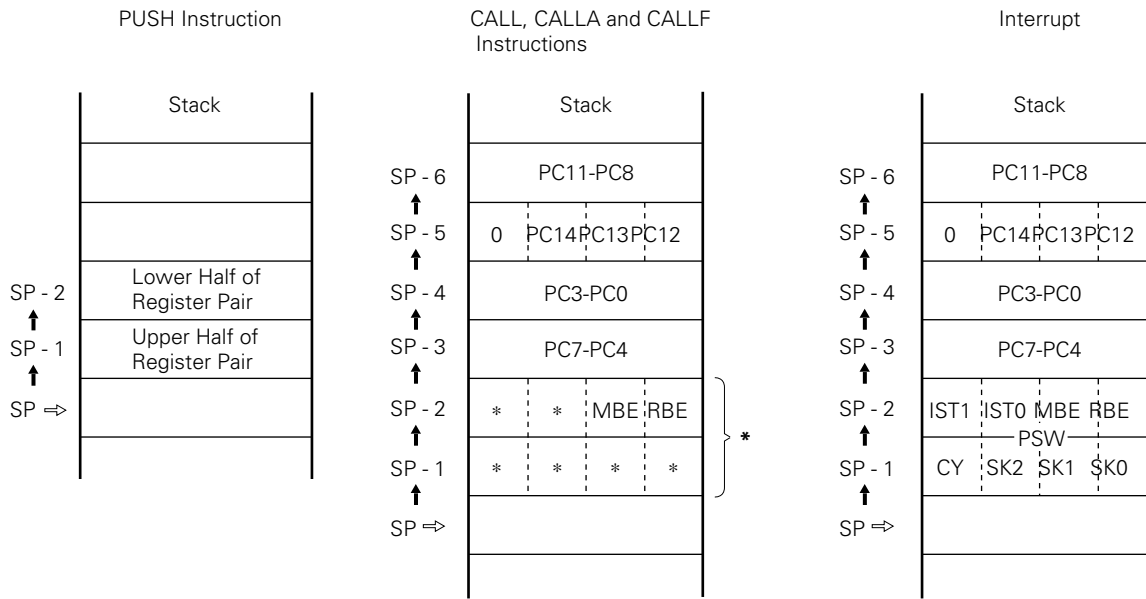 PUSH Instruction
Stack
Lower Half of
Register Pair
Upper Half of
Register Pair
SP - 2
SP - 1
SP ⇨
CALL, CALLA and CALLF
Instructions
Stack
SP - 6 PC11-PC8
SP - 5 0 PC14 PC13 PC12
SP - 4 PC3-PC0
SP - 3 PC7-PC4
SP - 2 * * MBE RBE
*
SP - 1 * * * *
SP ⇨
Interrupt
Stack
SP - 6 PC11-PC8
SP - 5 0 PC14 PC13 PC12
SP - 4 PC3-PC0
SP - 3 PC7-PC4
SP - 2 IST1 IST0 MBE RBE
PSW
SP - 1 CY SK2 SK1 SK0
SP ⇨